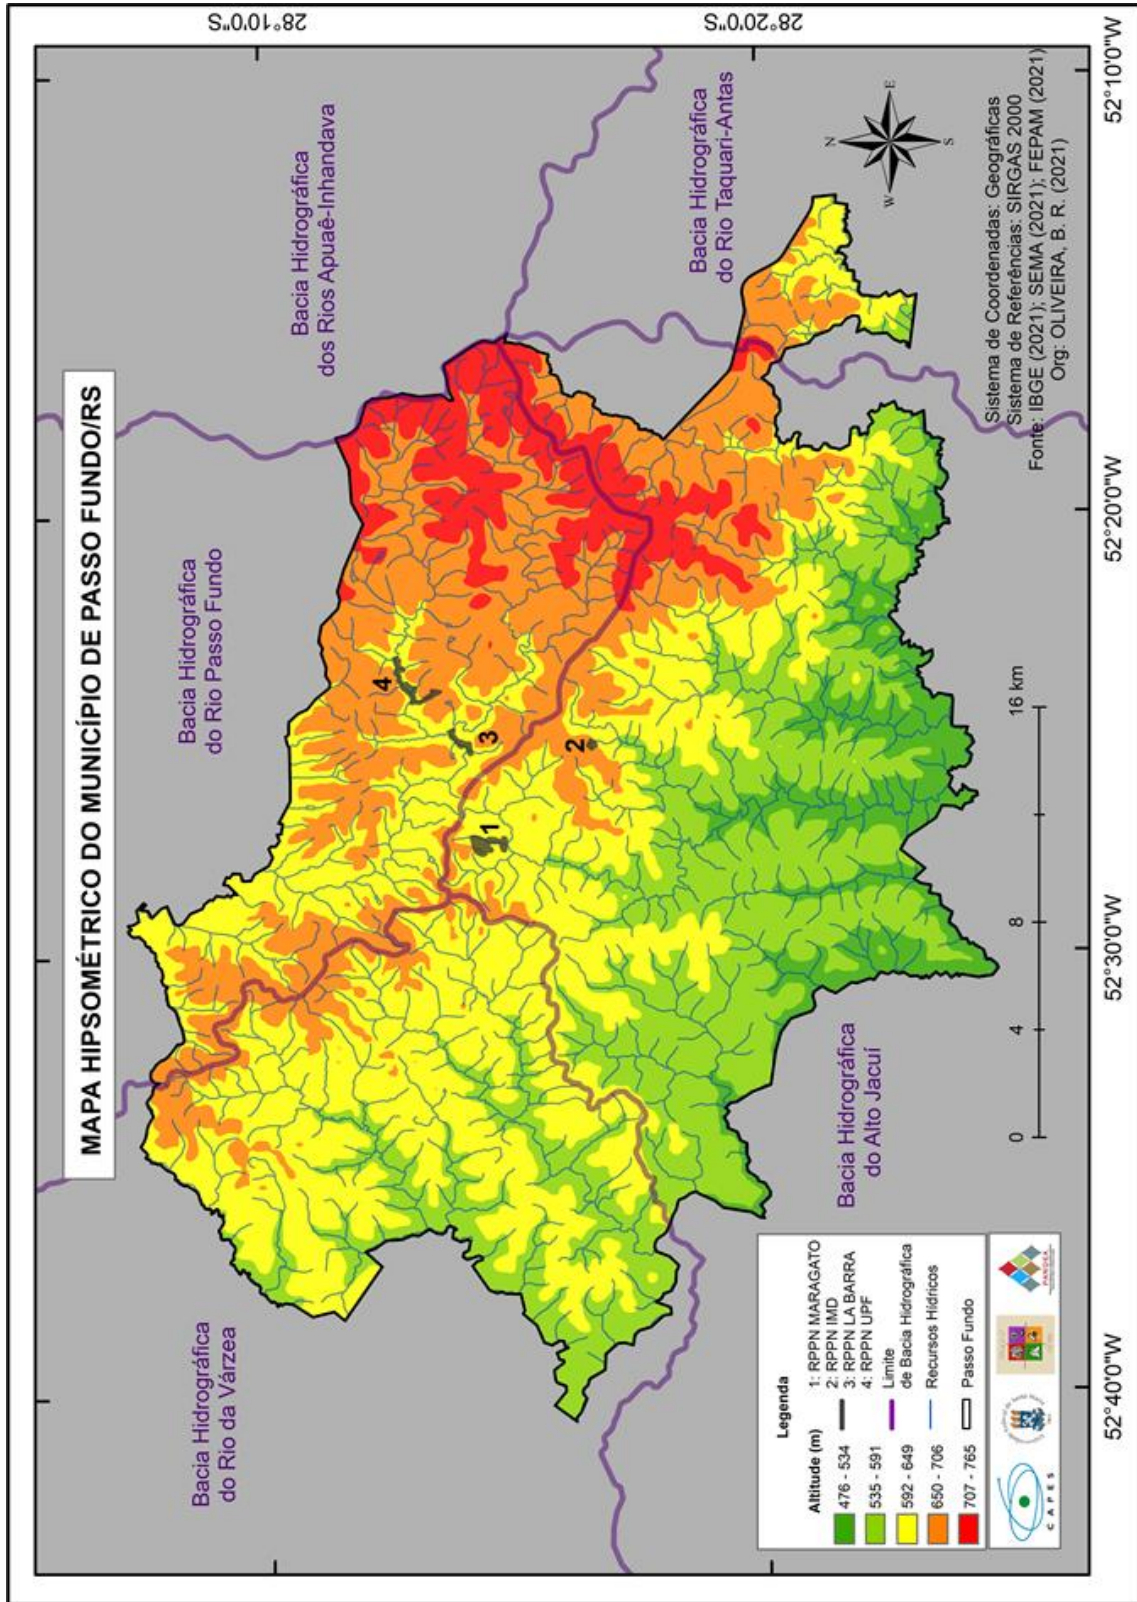 MAPA HIPSOMÉTRICO DO MUNICÍPIO DE PASSO FUNDO/RS
Bacia Hidrográfica
do Rio da Várzea
Bacia Hidrográfica
do Rio Passo Fundo
Bacia Hidrográfica
dos Rios Apuaê-Inhandava
Bacia Hidrográfica
do Rio Taquari-Antas
Bacia Hidrográfica
do Alto Jacuí
1
2
3
4
28°10'0"S
28°20'0"S
N
W
E
S
0
4
8
16 km
Legenda
Altitude (m)
476 - 534
535 - 591
592 - 649
650 - 706
707 - 765
1: RPPN MARAGATO
2: RPPN IMD
3: RPPN LA BARRA
4: RPPN UPF
Limite
de Bacia Hidrográfica
Recursos Hídricos
Passo Fundo
CAPES
PANGEA
Sistema de Coordenadas: Geográficas
Sistema de Referências: SIRGAS 2000
Fonte: IBGE (2021); SEMA (2021); FEPAM (2021)
Org: OLIVEIRA, B. R. (2021)
52°40'0"W
52°30'0"W
52°20'0"W
52°10'0"W